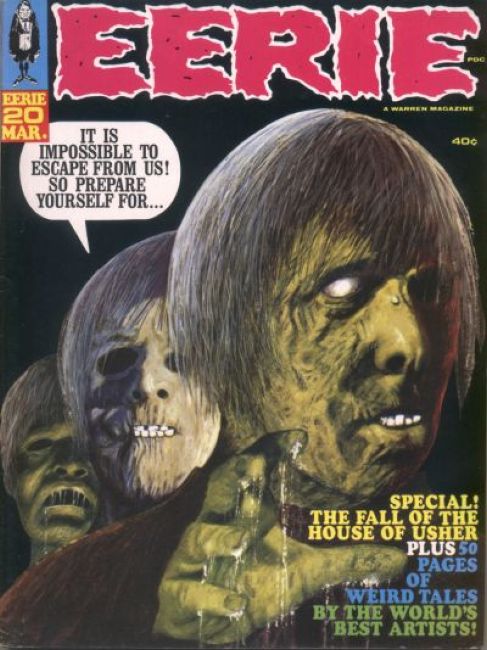 EERIE
PDC
A WARREN MAGAZINE
EERIE
20
MAR.
40¢
IT IS
IMPOSSIBLE TO
ESCAPE FROM US!
SO PREPARE
YOURSELF FOR...
SPECIAL!
THE FALL OF THE
HOUSE OF USHER
PLUS 50
PAGES
OF
WEIRD TALES
BY THE WORLD'S
BEST ARTISTS!